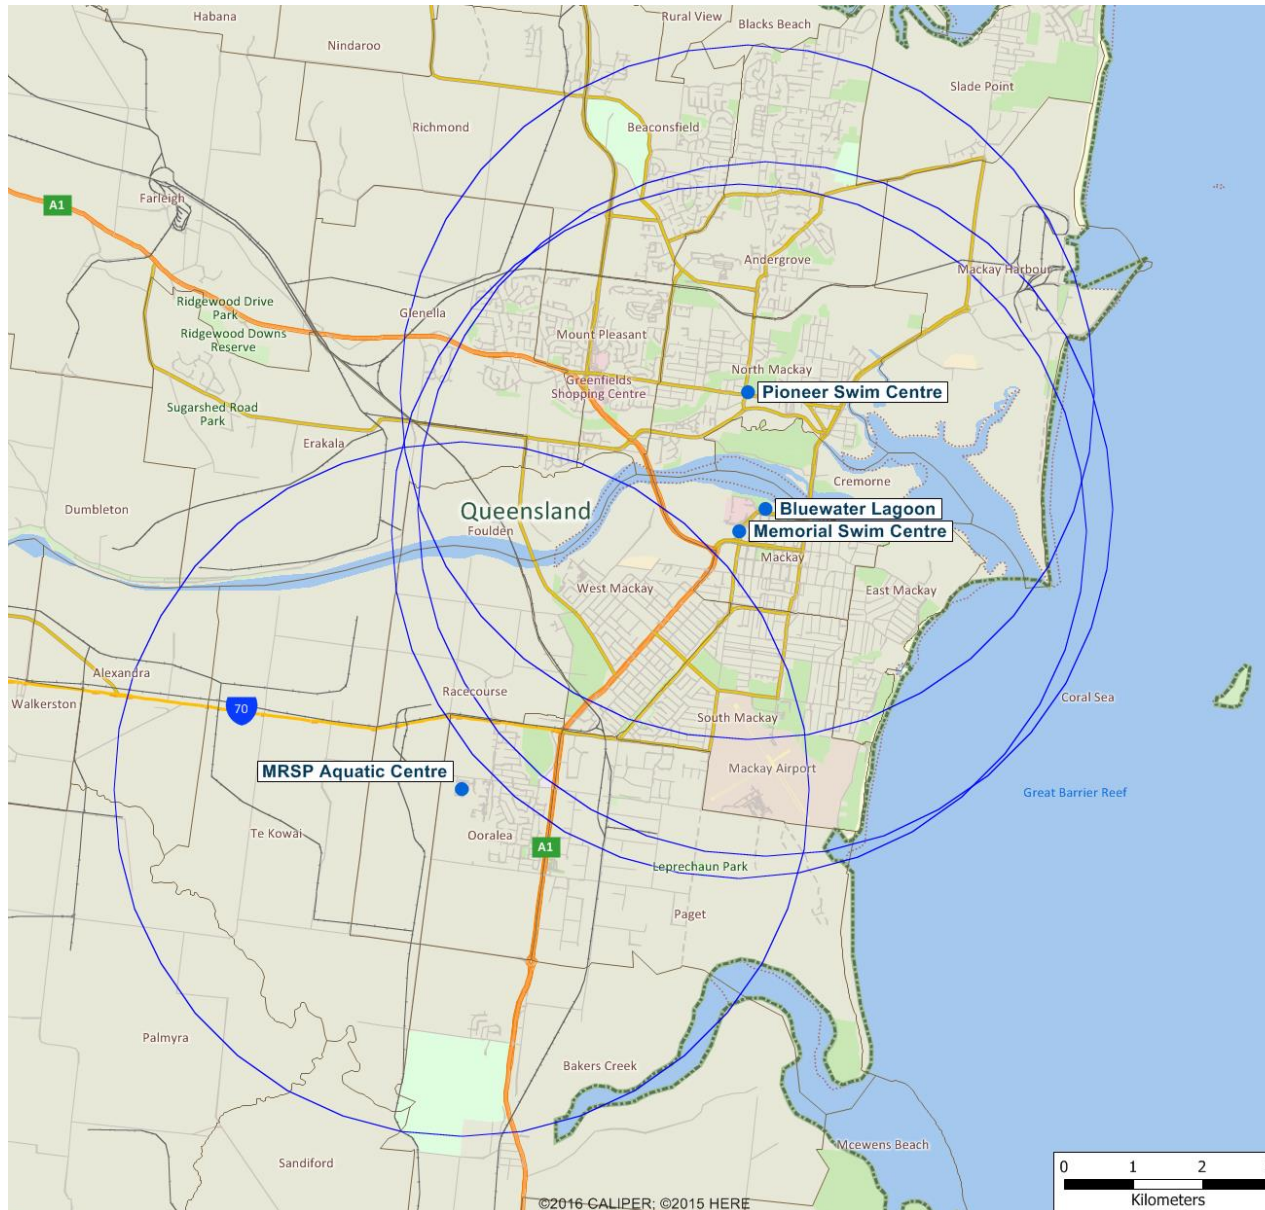 Habana
Rural View
Blacks Beach
Nindaroo
Slade Point
Richmond
Beaconsfield
Farleigh
A1
Andergrove
Mackay Harbour
Ridgewood Drive
Park
Ridgewood Downs
Reserve
Glenella
Mount Pleasant
North Mackay
Greenfields
Shopping Centre
Pioneer Swim Centre
Sugarshed Road
Park
Erakala
Cremorne
Dumbleton
Queensland
Foulden
Bluewater Lagoon
Memorial Swim Centre
Mackay
West Mackay
East Mackay
Alexandra
Walkerston
Racecourse
70
South Mackay
Coral Sea
MRSP Aquatic Centre
Mackay Airport
Great Barrier Reef
Te Kowai
Ooralea
A1
Leprechaun Park
Paget
Palmyra
Bakers Creek
Mcewens Beach
Sandiford
0 1 2
Kilometers
©2016 CALIPER; ©2015 HERE